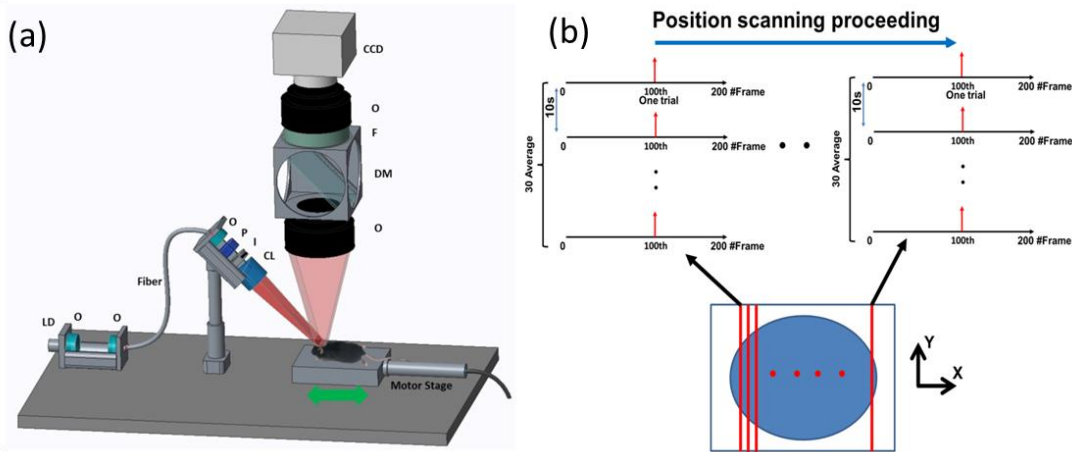 (a)
CCD
O
F
DM
O
O
P
I
CL
Fiber
LD
O
O
Motor Stage
(b)
Position scanning proceeding
0
100th
200 #Frame
One trial
10s
0
100th
200 #Frame
30 Average
0
100th
200 #Frame
0
100th
200 #Frame
One trial
10s
0
100th
200 #Frame
30 Average
0
100th
200 #Frame
Y
X